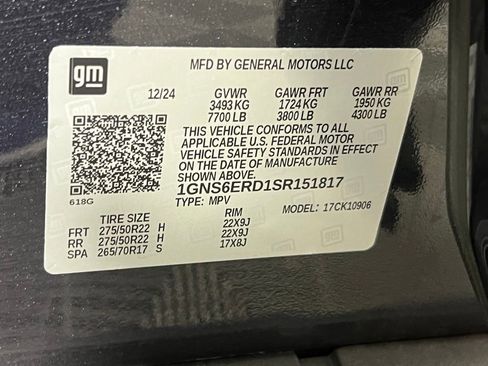 gm
MFD BY GENERAL MOTORS LLC
12/24 GVWR GAWR FRT GAWR RR
3493 KG 1724 KG 1950 KG
7700 LB 3800 LB 4300 LB
THIS VEHICLE CONFORMS TO ALL
APPLICABLE U.S. FEDERAL MOTOR
VEHICLE SAFETY STANDARDS IN EFFECT
ON THE DATE OF MANUFACTURE
SHOWN ABOVE.
1GNS6ERD1SR151817
618G
TYPE: MPV MODEL: 17CK10906
TIRE SIZE RIM
FRT 275/50R22 H 22X9J
RR 275/50R22 H 22X9J
SPA 265/70R17 S 17X8J